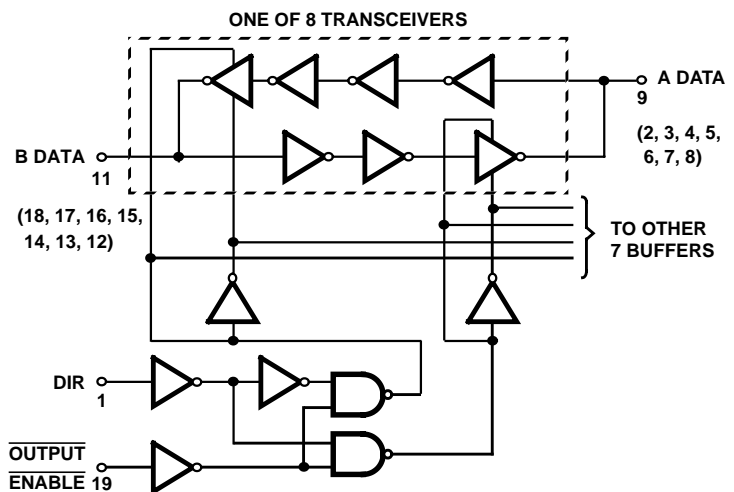 ONE OF 8 TRANSCEIVERS
A DATA
9
(2, 3, 4, 5,
6, 7, 8)
B DATA
11
(18, 17, 16, 15,
14, 13, 12)
TO OTHER
7 BUFFERS
DIR
1
OUTPUT
ENABLE 19